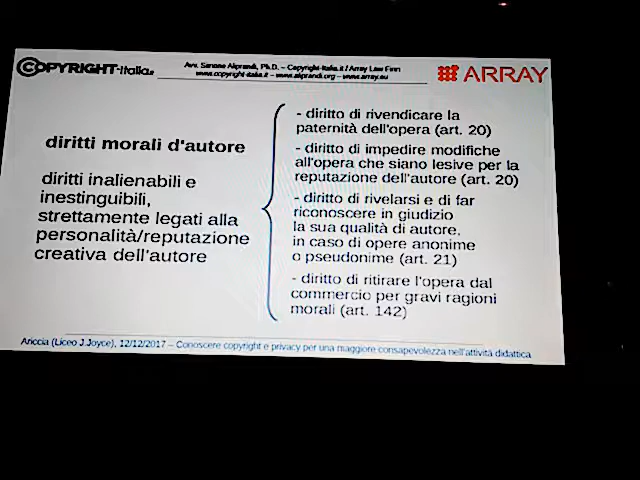 COPYRIGHT-Italia.it
Avv. Simone Aliprandi, Ph.D. – Copyright-Italia.it / Array Law Firm
www.copyright-italia.it – www.aliprandi.org – www.array.eu
ARRAY
diritti morali d'autore
diritti inalienabili e
inestinguibili,
strettamente legati alla
personalità/reputazione
creativa dell'autore
- diritto di rivendicare la
paternità dell'opera (art. 20)
- diritto di impedire modifiche
all'opera che siano lesive per la
reputazione dell'autore (art. 20)
- diritto di rivelarsi e di far
riconoscere in giudizio
la sua qualità di autore,
in caso di opere anonime
o pseudonime (art. 21)
- diritto di ritirare l'opera dal
commercio per gravi ragioni
morali (art. 142)
Ariccia (Liceo J.Joyce), 12/12/2017 – Conoscere copyright e privacy per una maggiore consapevolezza nell'attività didattica